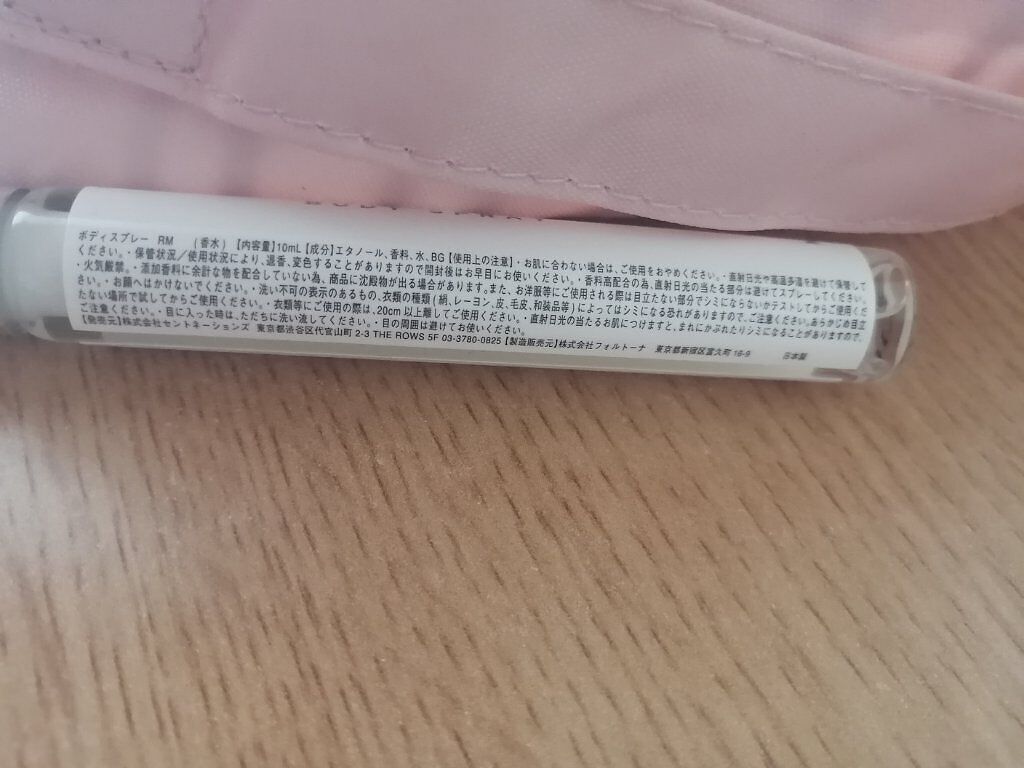 BODY SPRAY
ボディスプレー RM (香水) 【内容量】10mL【成分】エタノール、香料、水、BG【使用上の注意】・お肌に合わない場合は、ご使用をおやめください。・直射日光や高温多湿を避けて保管して
ください。・保管状況/使用状況により、退香、変色することがありますので開封後はお早目にお使いください。・香料高配合の為、直射日光の当たる部分は避けてスプレーしてください。
・火気厳禁。・添加香料に余計な物を配合していない為、商品に沈殿物が出る場合があります。また、お洋服等にご使用される際は目立たない部分でシミにならないかテストしてからご使用くだ
さい。・お顔へはかけないでください。・洗い不可の表示のあるもの、衣類の種類(絹、レーヨン、皮、毛皮、和装品等)によってはシミになる恐れがありますので、ご注意ください。あらかじめ目立
たない場所で試してからご使用ください。・衣類等にご使用の際は、20cm以上離してご使用ください。・直射日光の当たるお肌につけますと、まれにかぶれたりシミになることがありますので、
ご注意ください。・目に入った時は、ただちに洗い流してください。・目の周囲は避けてお使いください。
【発売元】株式会社セントネーションズ 東京都渋谷区代官山町 2-3 THE ROWS 5F 03-3780-0825【製造販売元】株式会社フォルトーナ 東京都新宿区富久町 16-9 日本製